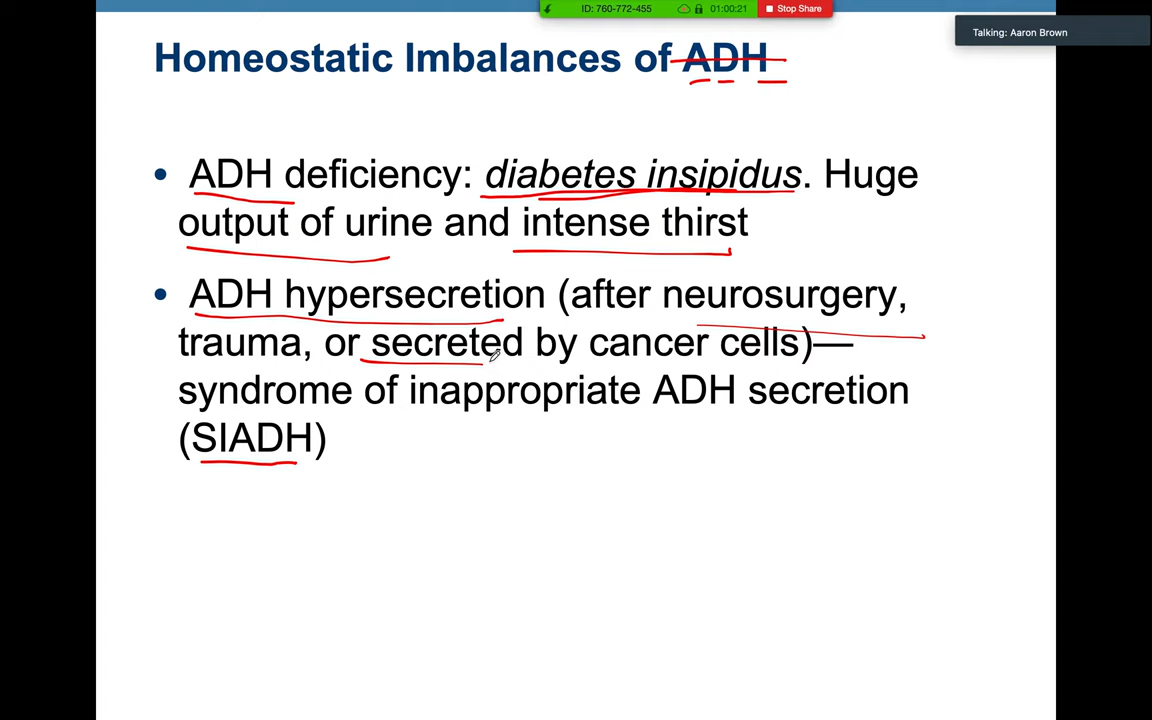 ID: 760-772-455
01:00:21
Stop Share
Talking: Aaron Brown
Homeostatic Imbalances of ADH
• ADH deficiency: diabetes insipidus. Huge
output of urine and intense thirst
• ADH hypersecretion (after neurosurgery,
trauma, or secreted by cancer cells)—
syndrome of inappropriate ADH secretion
(SIADH)